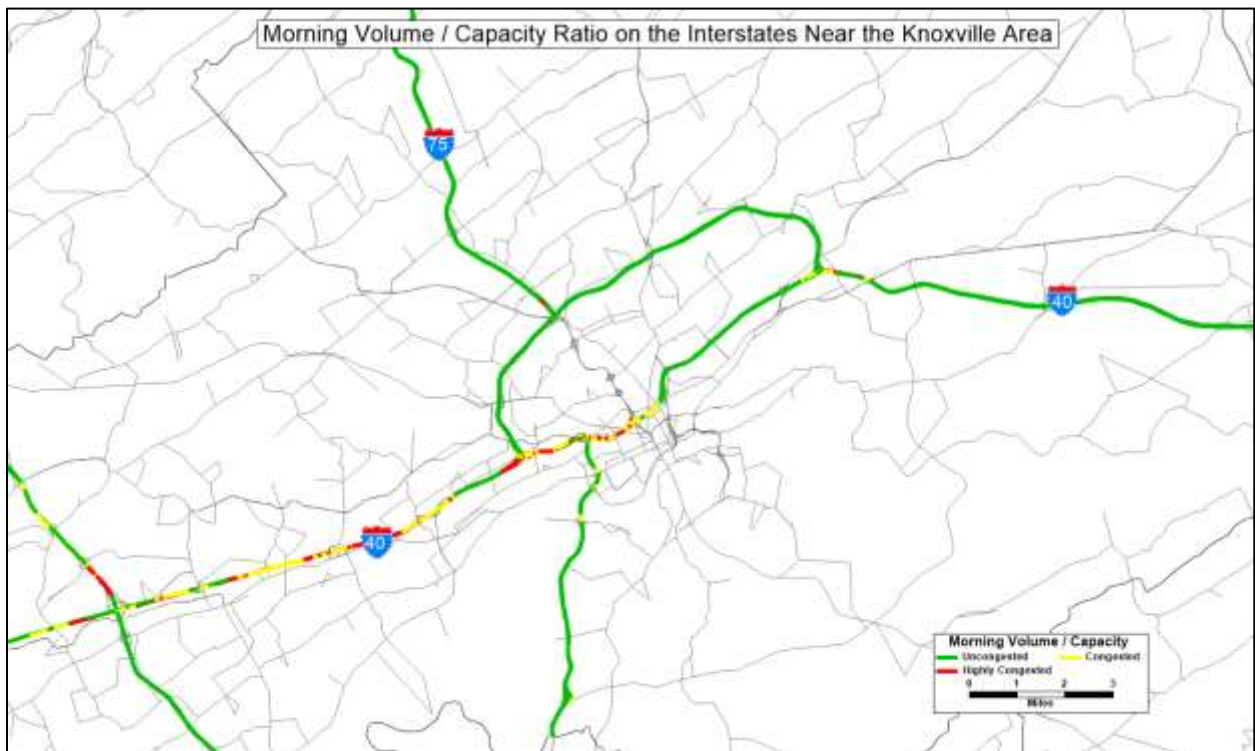 Morning Volume / Capacity Ratio on the Interstates Near the Knoxville Area
75
40
40
Morning Volume / Capacity
Uncongested Congested
Highly Congested
0 1 2 3
Miles